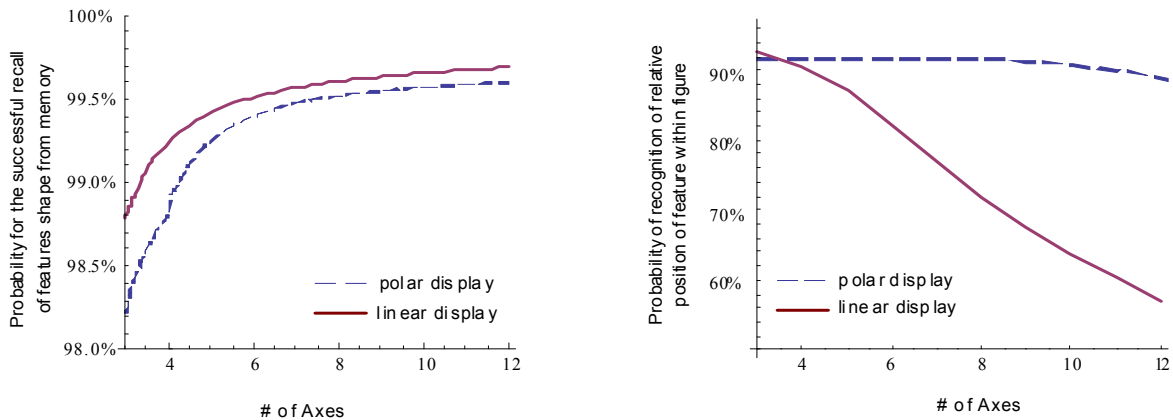 100%
99.5%
99.0%
98.5%
98.0%
Probability for the successful recall
of features shape from memory
polar display
linear display
4
6
8
10
12
# of Axes
90%
80%
70%
60%
Probability of recognition of relative
position of feature within figure
polar display
linear display
4
6
8
10
12
# of Axes